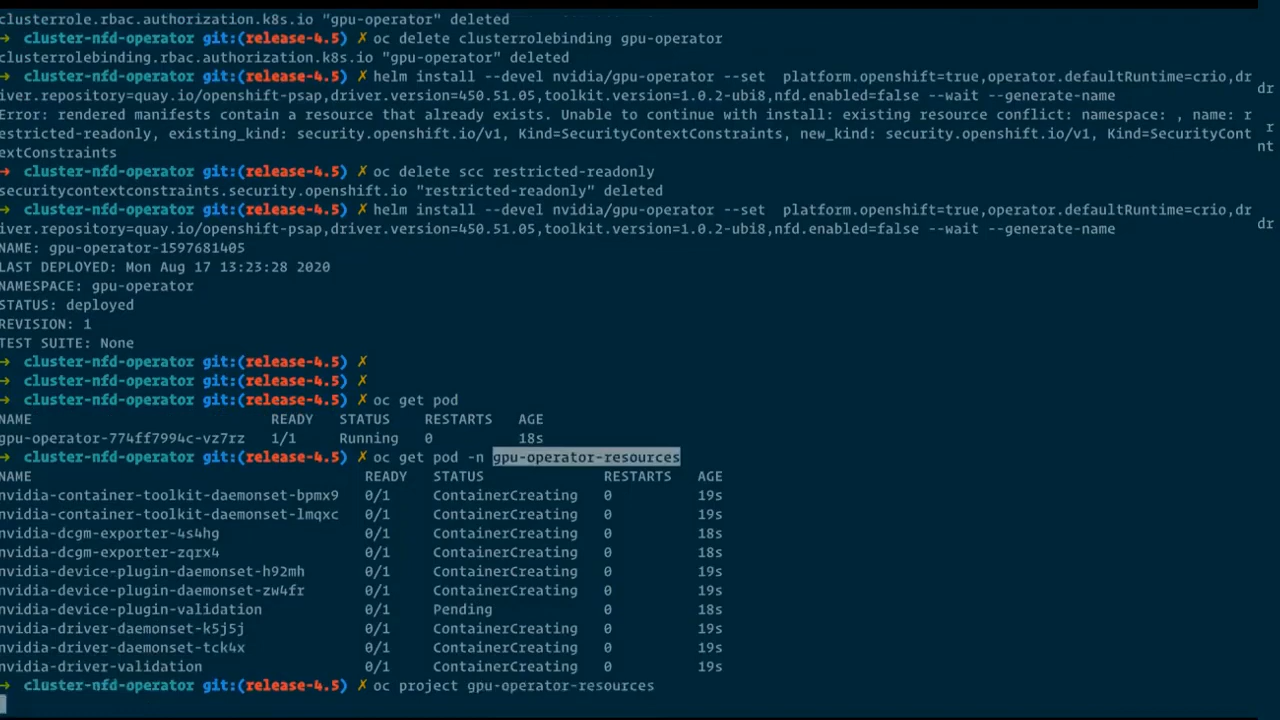 clusterrole.rbac.authorization.k8s.io "gpu-operator" deleted
→ cluster-nfd-operator git:(release-4.5) ✗ oc delete clusterrolebinding gpu-operator
clusterrolebinding.rbac.authorization.k8s.io "gpu-operator" deleted
→ cluster-nfd-operator git:(release-4.5) ✗ helm install --devel nvidia/gpu-operator --set  platform.openshift=true,operator.defaultRuntime=crio,dr
iver.repository=quay.io/openshift-psap,driver.version=450.51.05,toolkit.version=1.0.2-ubi8,nfd.enabled=false --wait --generate-name
Error: rendered manifests contain a resource that already exists. Unable to continue with install: existing resource conflict: namespace: , name: r
estricted-readonly, existing_kind: security.openshift.io/v1, Kind=SecurityContextConstraints, new_kind: security.openshift.io/v1, Kind=SecurityCont
extConstraints
→ cluster-nfd-operator git:(release-4.5) ✗ oc delete scc restricted-readonly
securitycontextconstraints.security.openshift.io "restricted-readonly" deleted
→ cluster-nfd-operator git:(release-4.5) ✗ helm install --devel nvidia/gpu-operator --set  platform.openshift=true,operator.defaultRuntime=crio,dr
iver.repository=quay.io/openshift-psap,driver.version=450.51.05,toolkit.version=1.0.2-ubi8,nfd.enabled=false --wait --generate-name
NAME: gpu-operator-1597681405
LAST DEPLOYED: Mon Aug 17 13:23:28 2020
NAMESPACE: gpu-operator
STATUS: deployed
REVISION: 1
TEST SUITE: None
→ cluster-nfd-operator git:(release-4.5) ✗
→ cluster-nfd-operator git:(release-4.5) ✗
→ cluster-nfd-operator git:(release-4.5) ✗ oc get pod
NAME READY STATUS RESTARTS AGE
gpu-operator-774ff7994c-vz7rz 1/1 Running 0 18s
→ cluster-nfd-operator git:(release-4.5) ✗ oc get pod -n gpu-operator-resources
NAME READY STATUS RESTARTS AGE
nvidia-container-toolkit-daemonset-bpmx9 0/1 ContainerCreating 0 19s
nvidia-container-toolkit-daemonset-lmqxc 0/1 ContainerCreating 0 19s
nvidia-dcgm-exporter-4s4hg 0/1 ContainerCreating 0 18s
nvidia-dcgm-exporter-zqrx4 0/1 ContainerCreating 0 18s
nvidia-device-plugin-daemonset-h92mh 0/1 ContainerCreating 0 19s
nvidia-device-plugin-daemonset-zw4fr 0/1 ContainerCreating 0 19s
nvidia-device-plugin-validation 0/1 Pending 0 18s
nvidia-driver-daemonset-k5j5j 0/1 ContainerCreating 0 19s
nvidia-driver-daemonset-tck4x 0/1 ContainerCreating 0 19s
nvidia-driver-validation 0/1 ContainerCreating 0 19s
→ cluster-nfd-operator git:(release-4.5) ✗ oc project gpu-operator-resources
dr
r
nt
dr